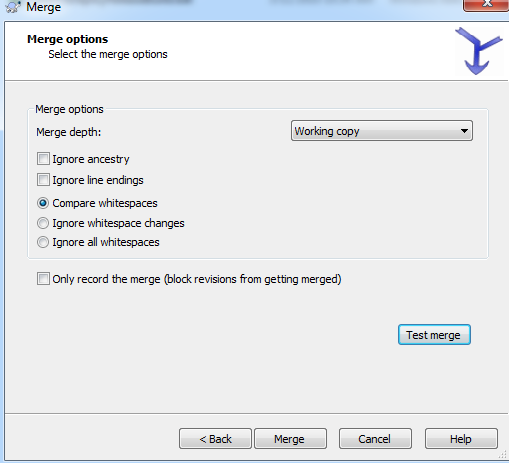 Merge
Merge options
Select the merge options
Merge options
Merge depth: Working copy
Ignore ancestry
Ignore line endings
Compare whitespaces
Ignore whitespace changes
Ignore all whitespaces
Only record the merge (block revisions from getting merged)
Test merge
< Back Merge Cancel Help